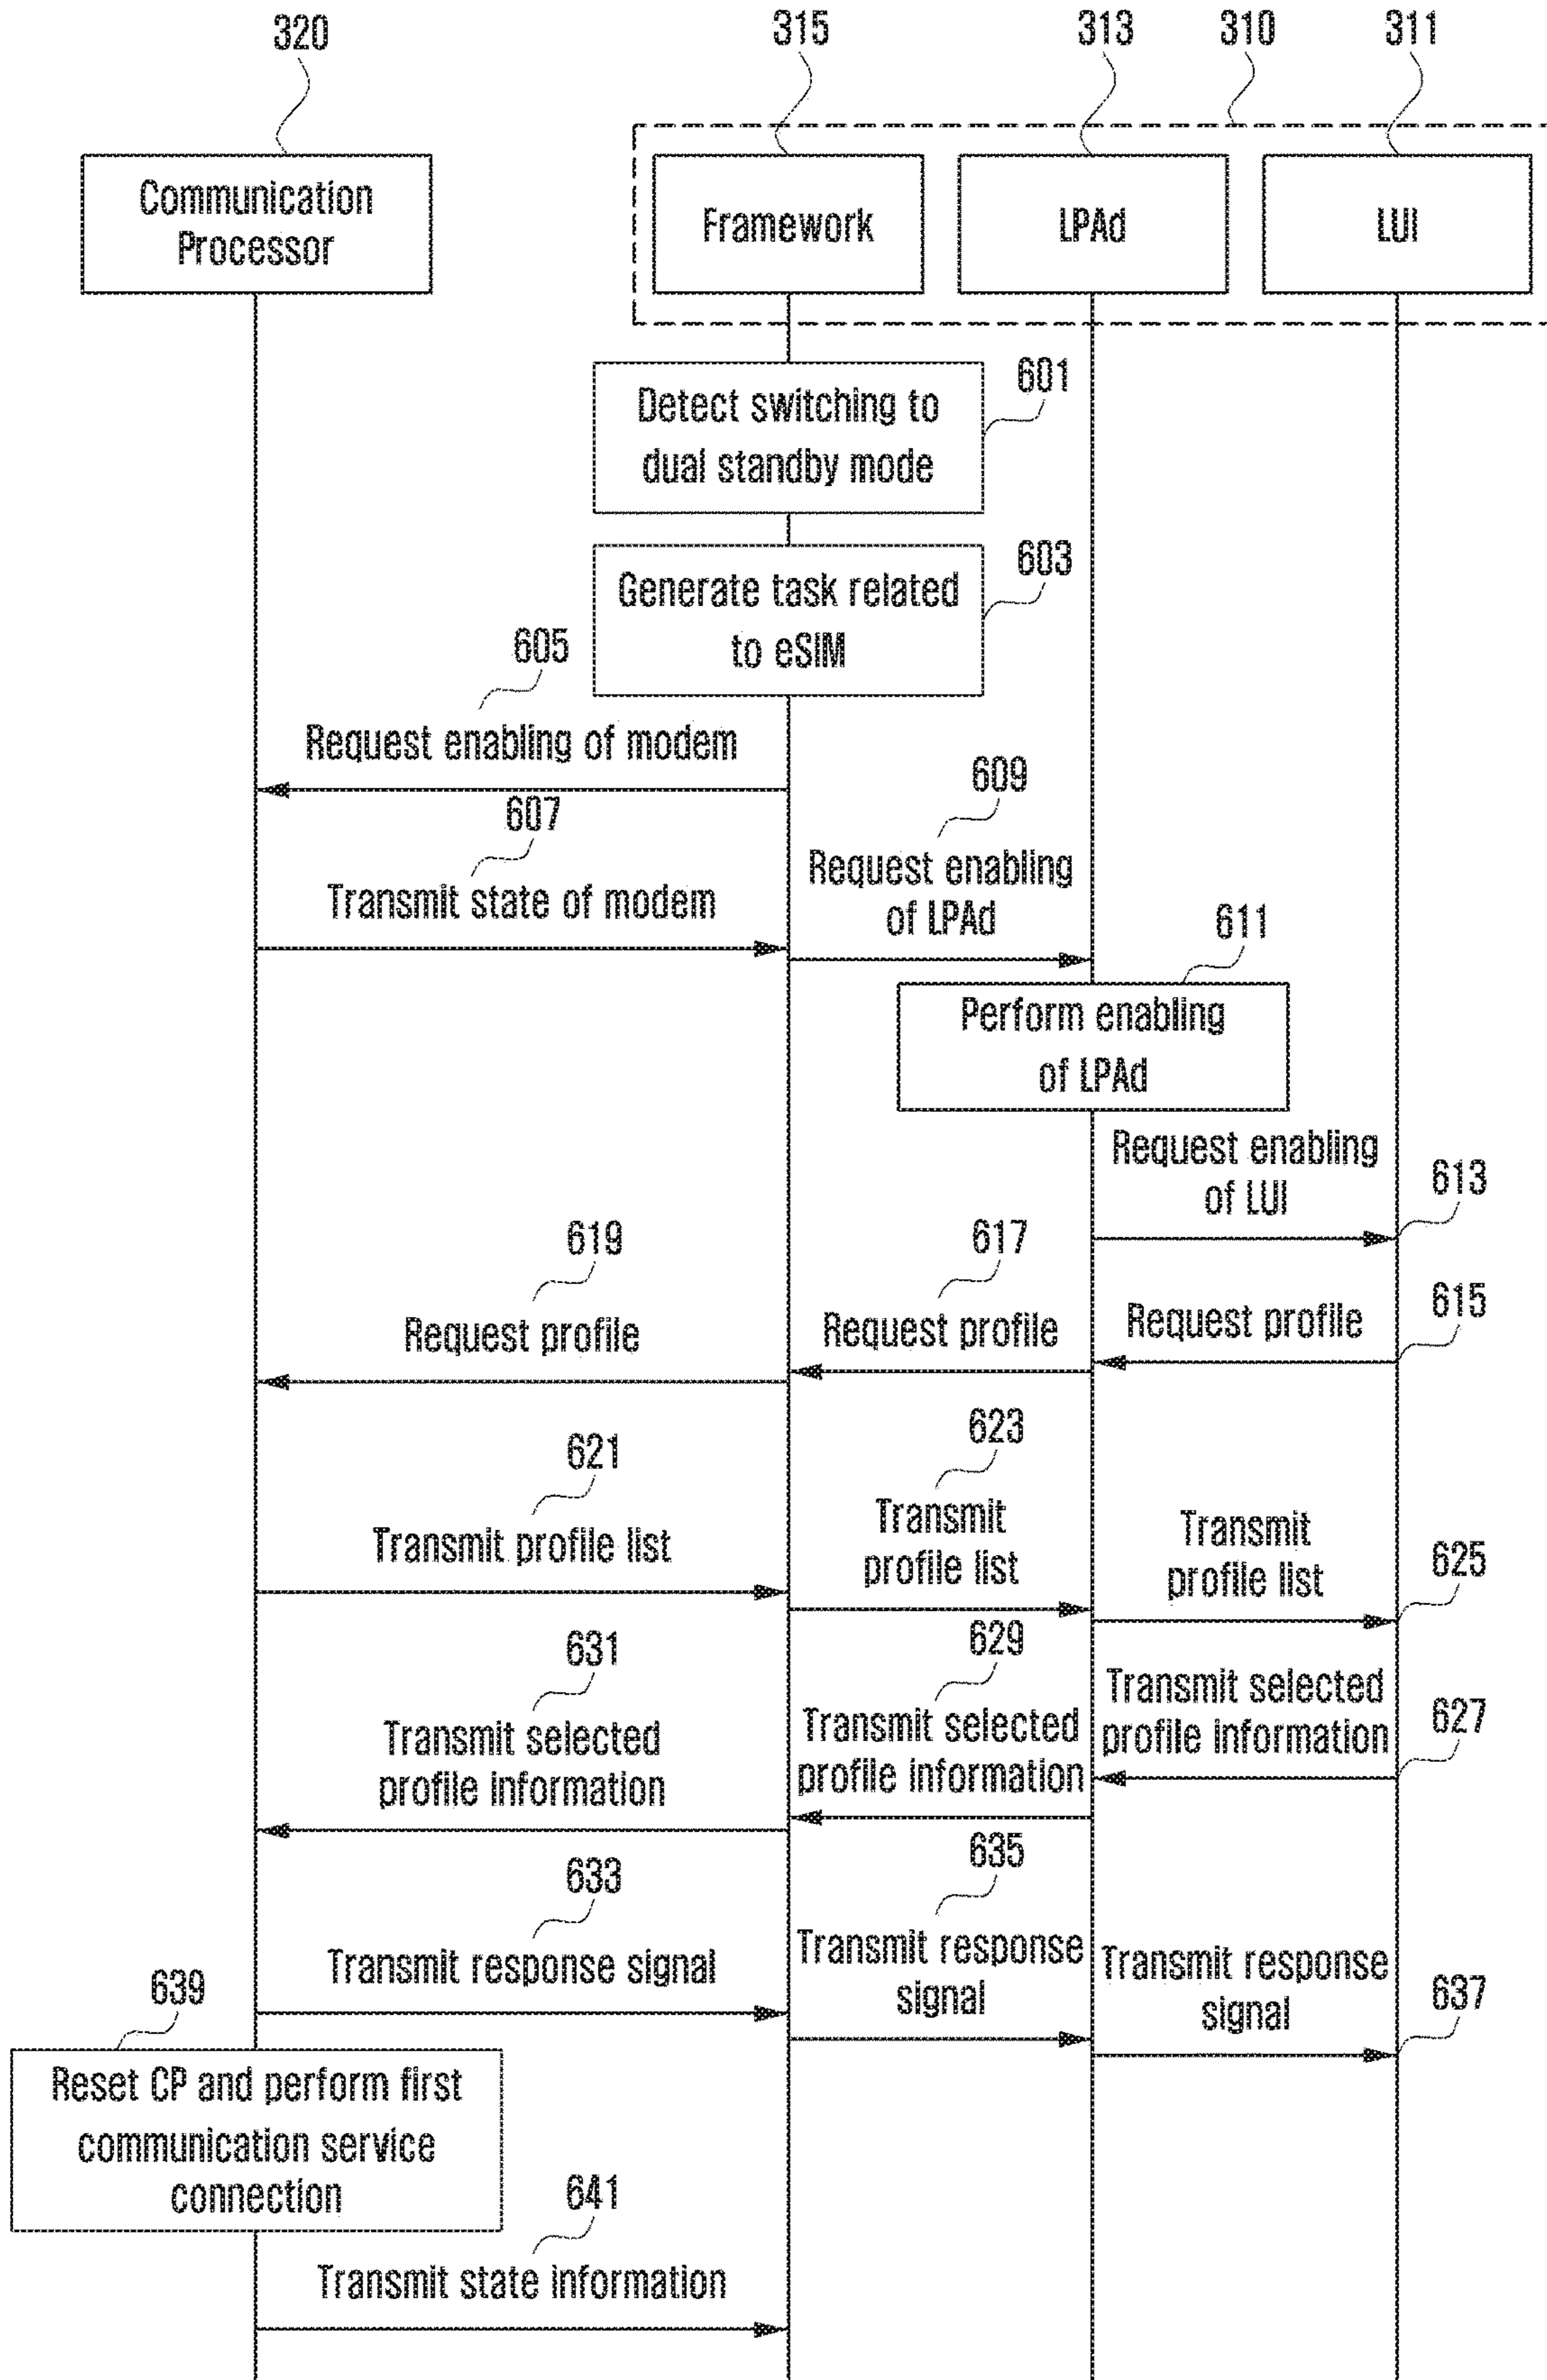 320
315
313
310
311
Communication
Processor
Framework
LPAd
LUI
601
Detect switching to
dual standby mode
603
Generate task related
to eSIM
605
Request enabling of modem
607
Transmit state of modem
609
Request enabling
of LPAd
611
Perform enabling
of LPAd
Request enabling
of LUI
613
615
Request profile
617
Request profile
619
Request profile
621
Transmit profile list
623
Transmit
profile list
Transmit
profile list
625
Transmit selected
profile information
627
629
Transmit selected
profile information
631
Transmit selected
profile information
633
Transmit response signal
635
Transmit response
signal
Transmit response
signal
637
639
Reset CP and perform first
communication service
connection
641
Transmit state information